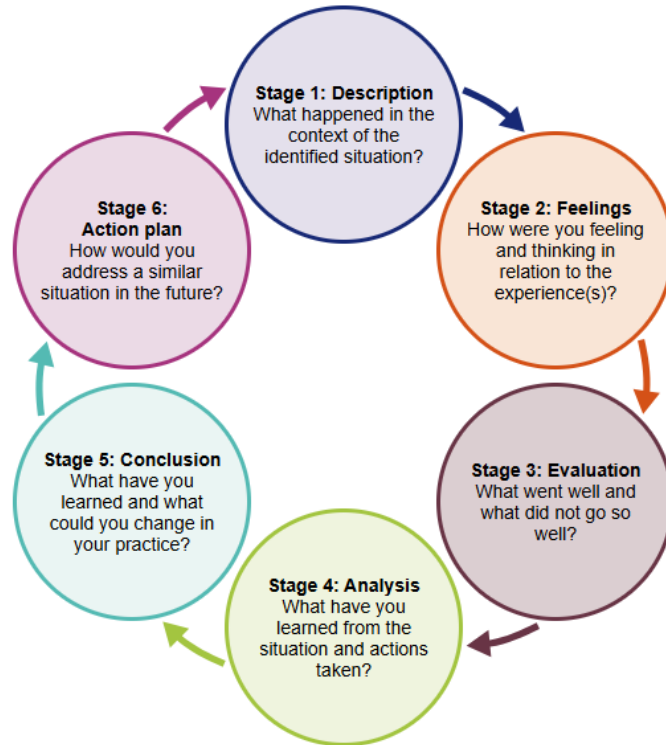 Stage 1: Description
What happened in the
context of the
identified situation?
Stage 2: Feelings
How were you feeling
and thinking in
relation to the
experience(s)?
Stage 3: Evaluation
What went well and
what did not go so
well?
Stage 4: Analysis
What have you
learned from the
situation and actions
taken?
Stage 5: Conclusion
What have you
learned and what
could you change in
your practice?
Stage 6:
Action plan
How would you
address a similar
situation in the future?